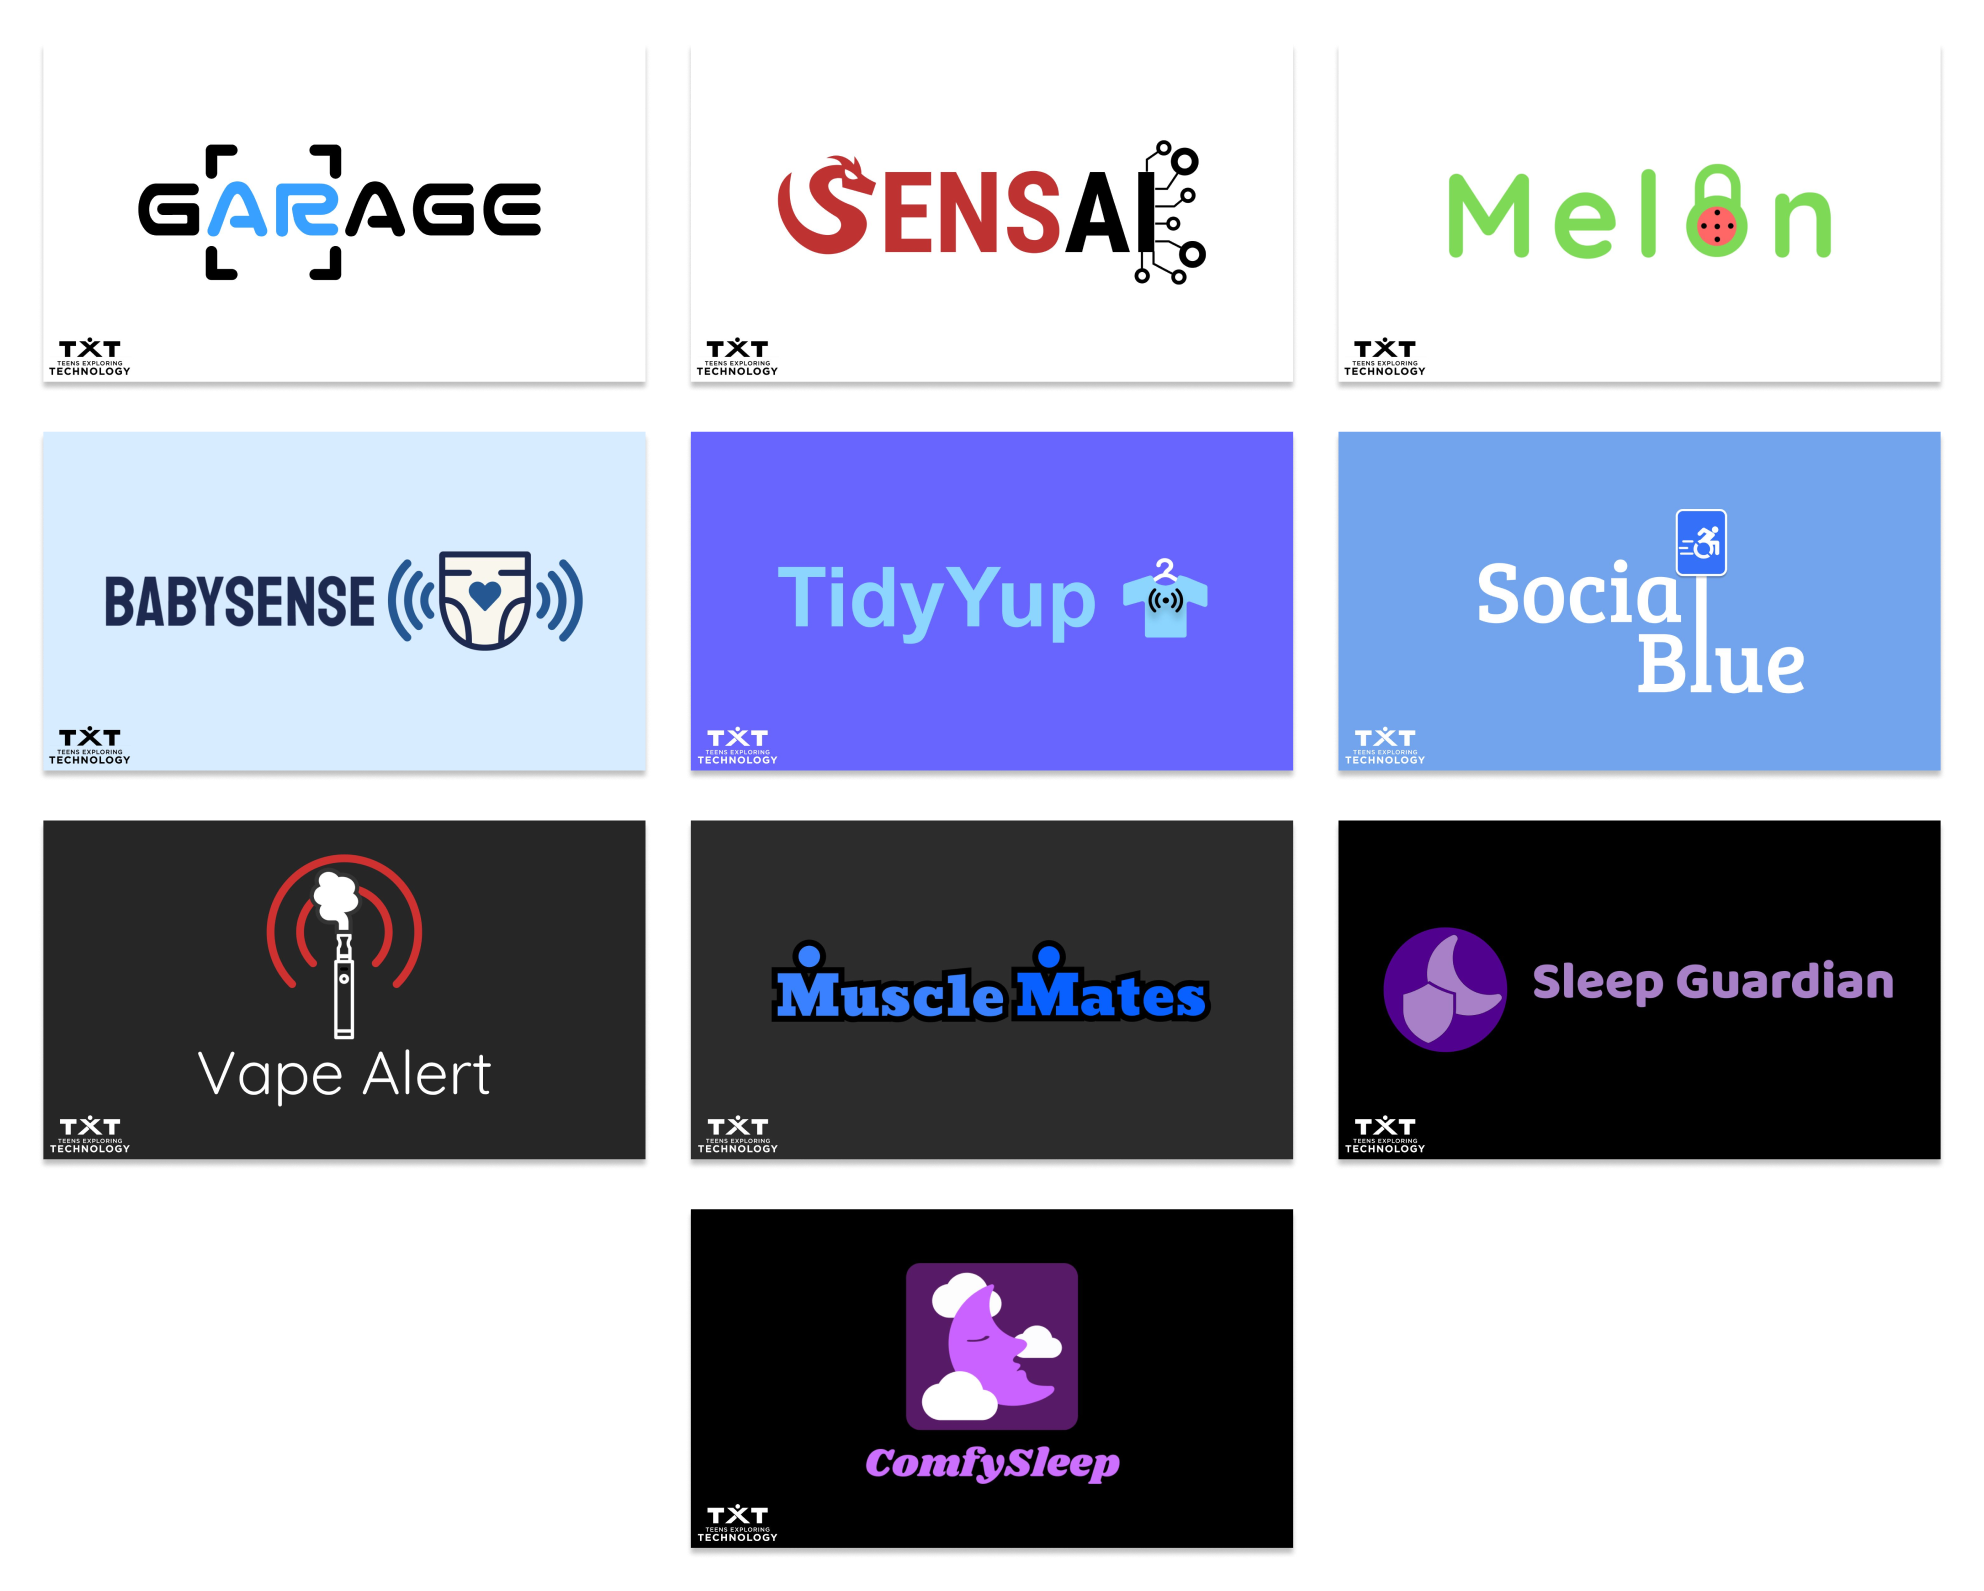 GARAGE
TXT
TEENS EXPLORING
TECHNOLOGY
SENSAI
TXT
TEENS EXPLORING
TECHNOLOGY
Melon
TXT
TEENS EXPLORING
TECHNOLOGY
BABYSENSE
TXT
TEENS EXPLORING
TECHNOLOGY
TidyYup
TXT
TEENS EXPLORING
TECHNOLOGY
Social
Blue
TXT
TEENS EXPLORING
TECHNOLOGY
Vape Alert
TXT
TEENS EXPLORING
TECHNOLOGY
Muscle Mates
TXT
TEENS EXPLORING
TECHNOLOGY
Sleep Guardian
TXT
TEENS EXPLORING
TECHNOLOGY
ComfySleep
TXT
TEENS EXPLORING
TECHNOLOGY